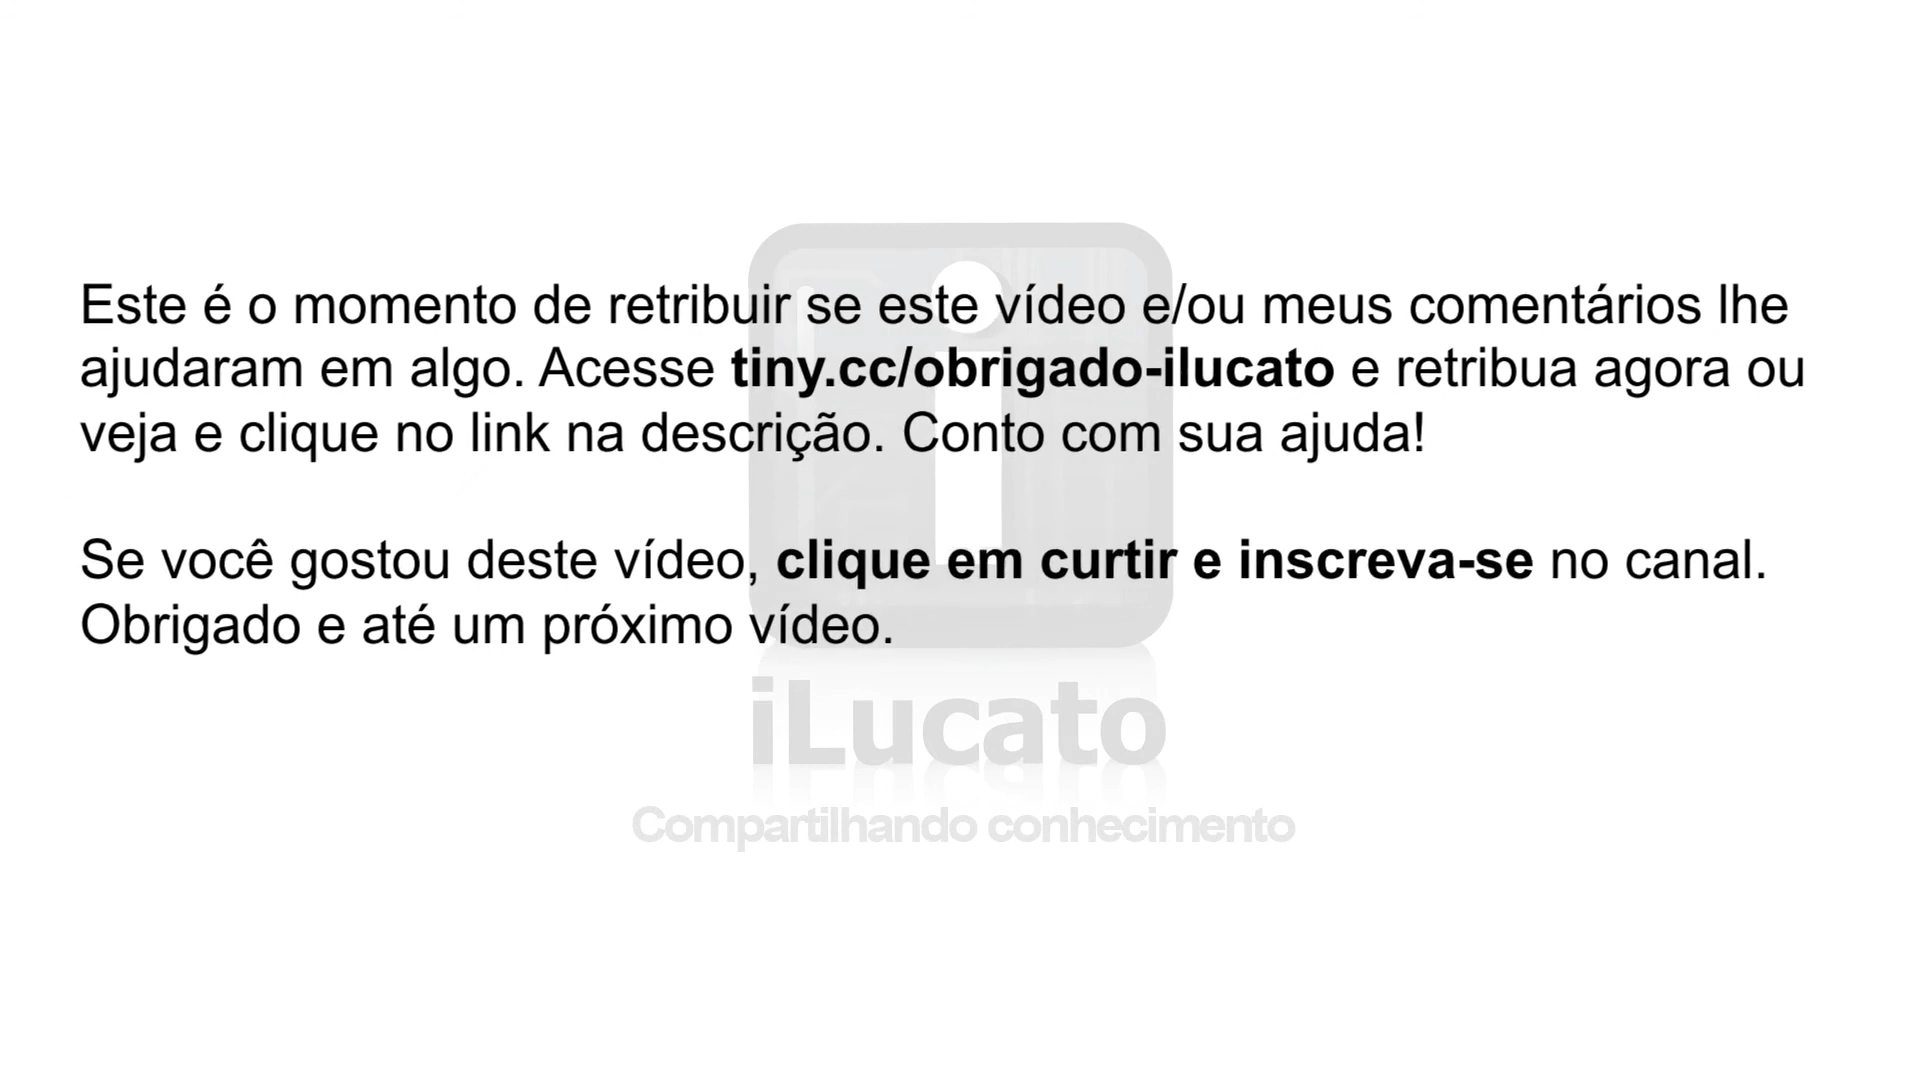 Este é o momento de retribuir se este vídeo e/ou meus comentários lhe
ajudaram em algo. Acesse tiny.cc/obrigado-ilucato e retribua agora ou
veja e clique no link na descrição. Conto com sua ajuda!
Se você gostou deste vídeo, clique em curtir e inscreva-se no canal.
Obrigado e até um próximo vídeo.
iLucato
Compartilhando conhecimento